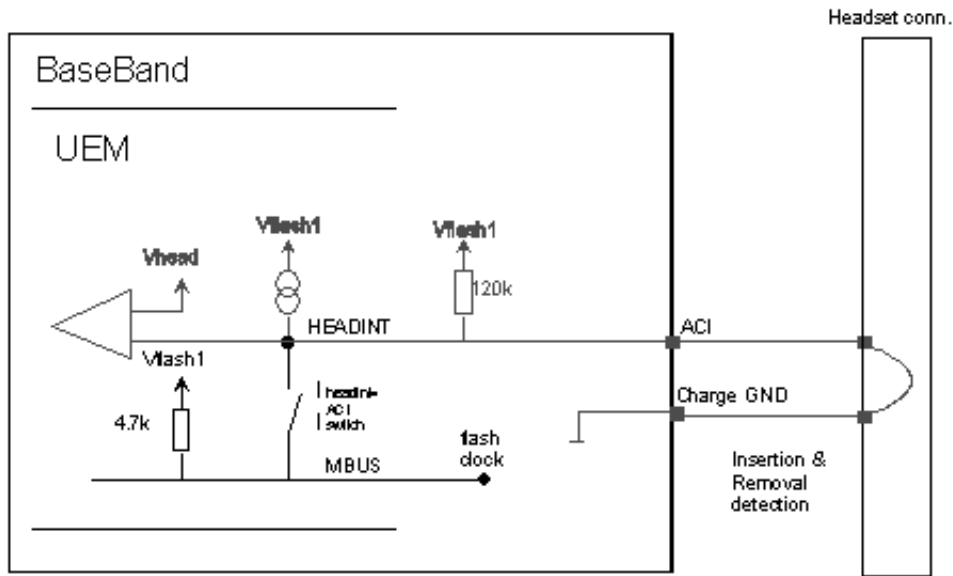 Headset conn.
BaseBand
UEM
Vflash1
Vflash1
Vhead
120k
HEADINT
ACI
Vflash1
headint-
ACI
switch
4.7k
Charge GND
flash
clock
MBUS
Insertion &
Removal
detection